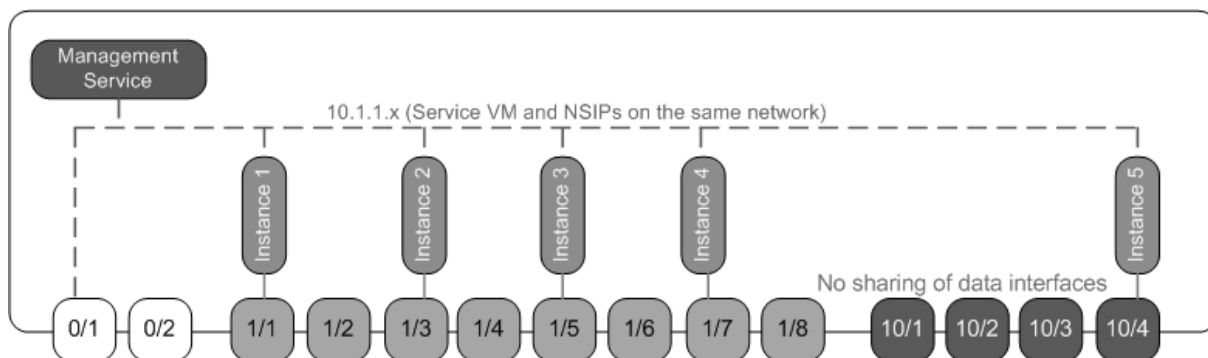 Management
Service
10.1.1.x (Service VM and NSIPs on the same network)
Instance 1
Instance 2
Instance 3
Instance 4
Instance 5
No sharing of data interfaces
0/1
0/2
1/1
1/2
1/3
1/4
1/5
1/6
1/7
1/8
10/1
10/2
10/3
10/4